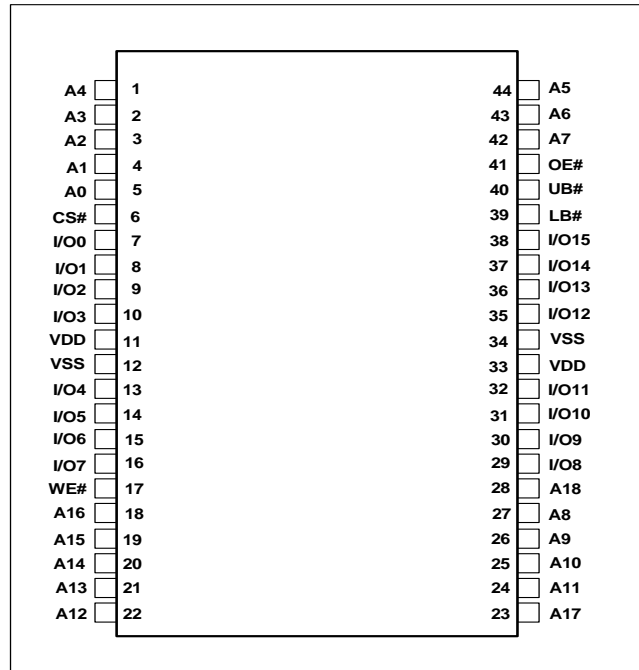 A4 1 44 A5
A3 2 43 A6
A2 3 42 A7
A1 4 41 OE#
A0 5 40 UB#
CS# 6 39 LB#
I/O0 7 38 I/O15
I/O1 8 37 I/O14
I/O2 9 36 I/O13
I/O3 10 35 I/O12
VDD 11 34 VSS
VSS 12 33 VDD
I/O4 13 32 I/O11
I/O5 14 31 I/O10
I/O6 15 30 I/O9
I/O7 16 29 I/O8
WE# 17 28 A18
A16 18 27 A8
A15 19 26 A9
A14 20 25 A10
A13 21 24 A11
A12 22 23 A17